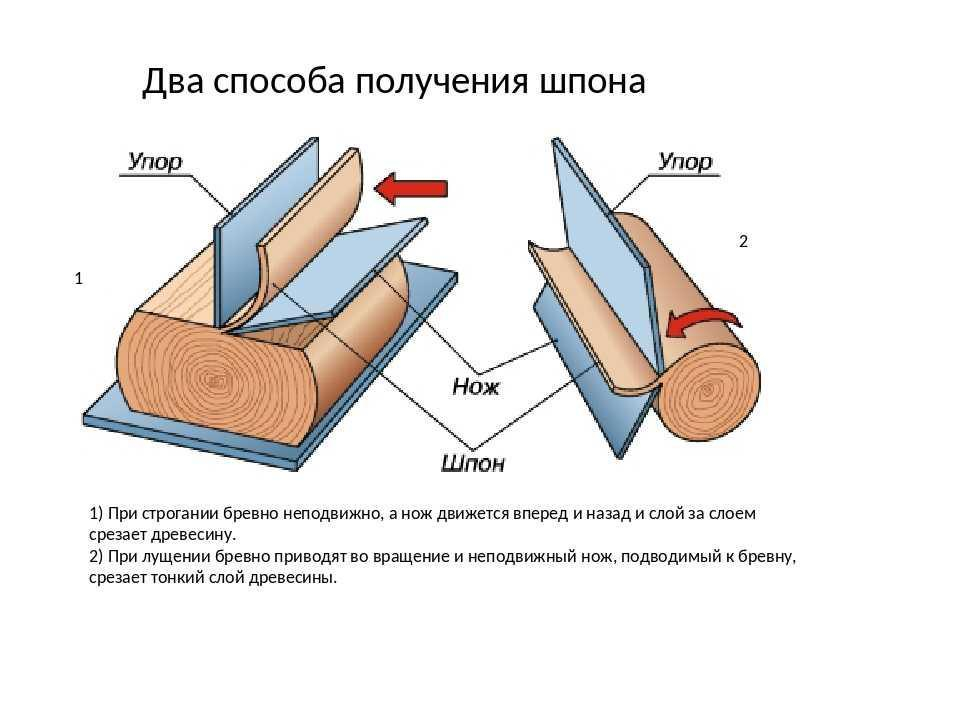 Два способа получения шпона
Упор
Упор
2
1
Нож
Шпон
1) При строгании бревно неподвижно, а нож движется вперед и назад и слой за слоем
срезает древесину.
2) При лущении бревно приводят во вращение и неподвижный нож, подводимый к бревну,
срезает тонкий слой древесины.